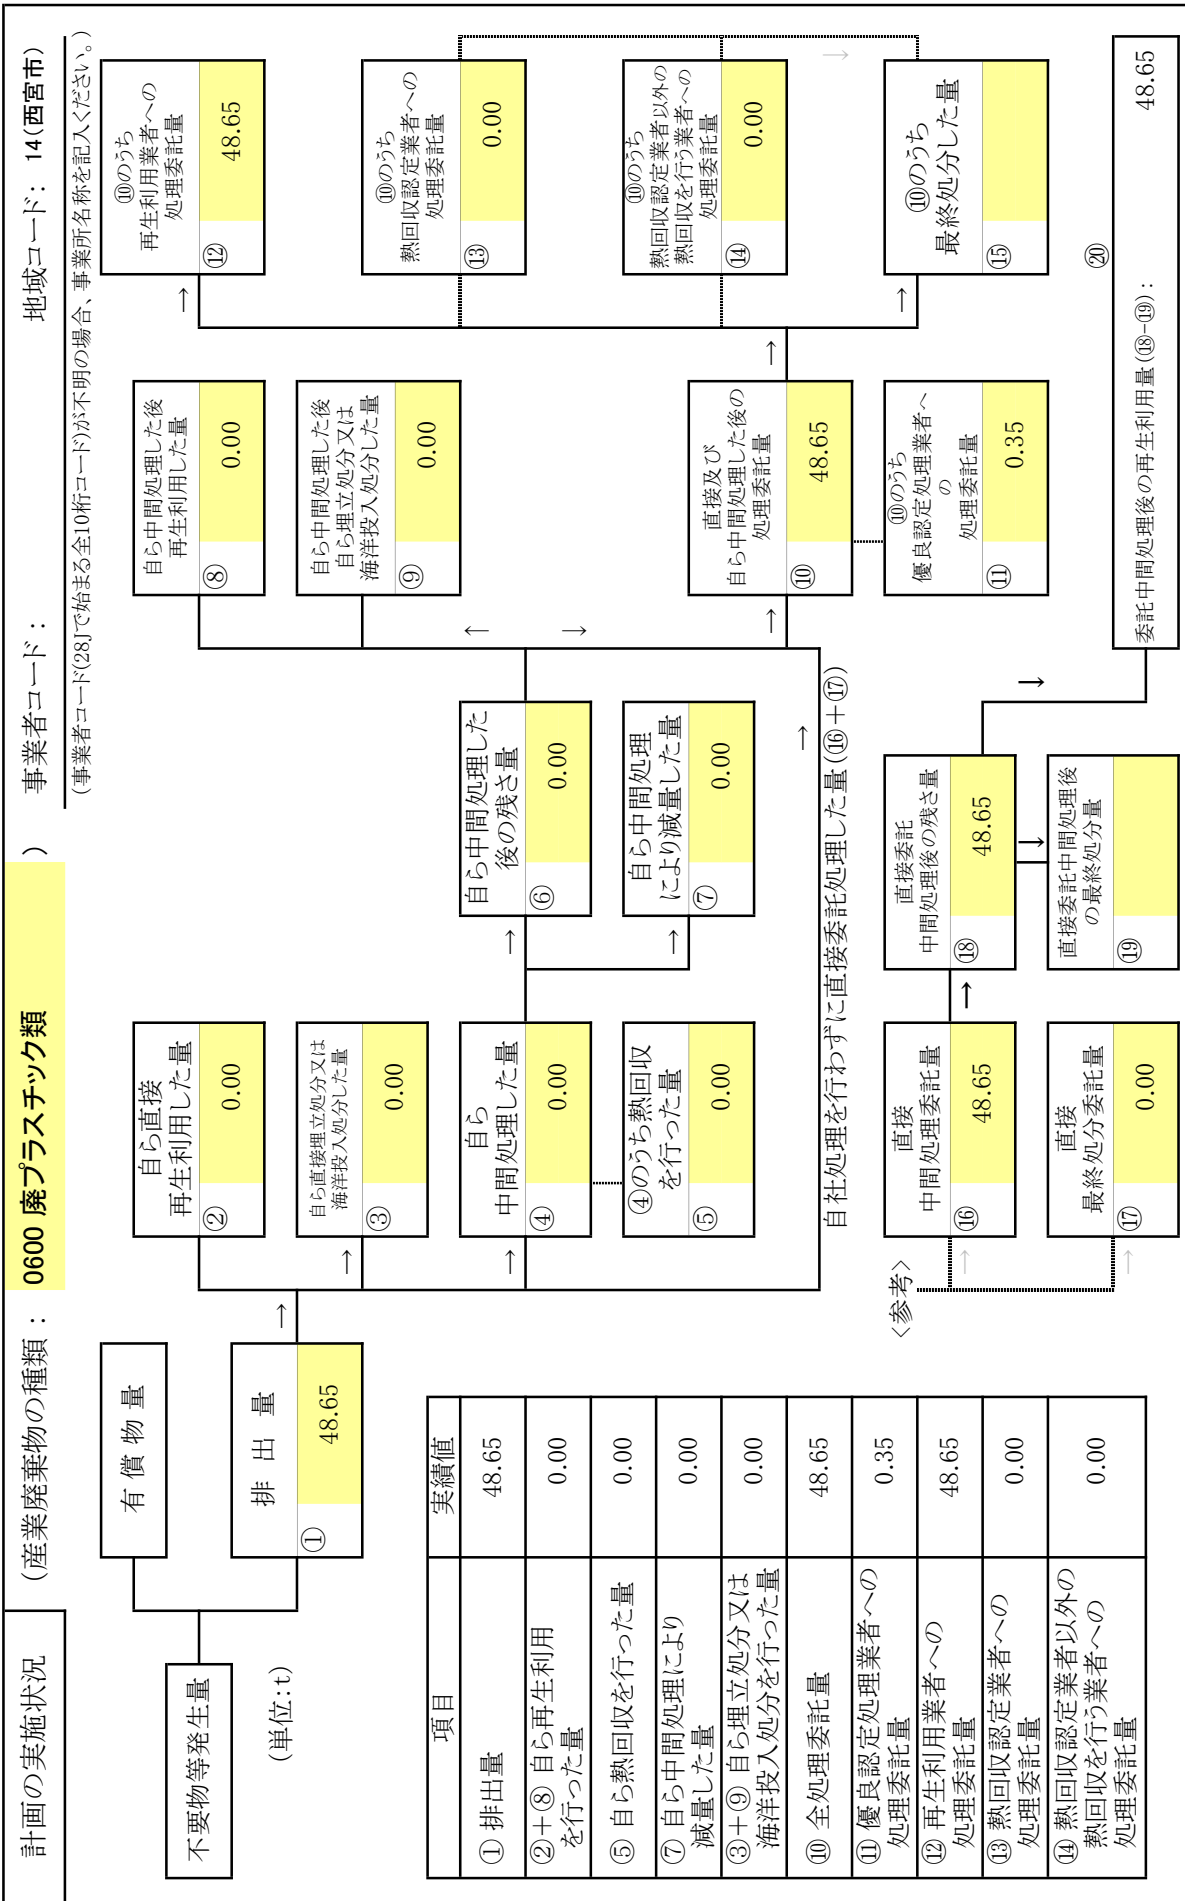 計画の実施状況
(産業廃棄物の種類： 0600 廃プラスチック類 )
事業者コード：
地域コード： 14(西宮市)
(事業者コード(「28」で始まる全10桁コード)が不明の場合、事業所名称を記入ください。)
不要物等発生量
(単位:t)
有 償 物 量
排 出 量
①
48.65
自ら直接
再生利用した量
②
0.00
自ら直接埋立処分又は
海洋投入処分した量
③
0.00
自ら
中間処理した量
④
0.00
④のうち熱回収
を行った量
⑤
0.00
自ら中間処理した
後の残さ量
⑥
0.00
自ら中間処理
により減量した量
⑦
0.00
自ら中間処理した後
再生利用した量
⑧
0.00
自ら中間処理した後
自ら埋立処分又は
海洋投入処分した量
⑨
0.00
直接及び
自ら中間処理した後の
処理委託量
⑩
48.65
⑩のうち
優良認定処理業者へ
の
処理委託量
⑪
0.35
⑩のうち
再生利用業者への
処理委託量
⑫
48.65
⑩のうち
熱回収認定業者への
処理委託量
⑬
0.00
⑩のうち
熱回収認定業者以外の
熱回収を行う業者への
処理委託量
⑭
0.00
⑩のうち
最終処分した量
⑮
自社処理を行わずに直接委託処理した量(⑯＋⑰)
<参考>
直接
中間処理委託量
⑯
48.65
直接
最終処分委託量
⑰
0.00
直接委託
中間処理後の残さ量
⑱
48.65
直接委託中間処理後
の最終処分量
⑲
⑳
委託中間処理後の再生利用量(⑱-⑲)： 48.65
項目 実績値
① 排出量 48.65
②＋⑧ 自ら再生利用
を行った量 0.00
⑤ 自ら熱回収を行った量 0.00
⑦ 自ら中間処理により
減量した量 0.00
③＋⑨ 自ら埋立処分又は
海洋投入処分を行った量 0.00
⑩ 全処理委託量 48.65
⑪ 優良認定処理業者への
処理委託量 0.35
⑫ 再生利用業者への
処理委託量 48.65
⑬ 熱回収認定業者への
処理委託量 0.00
⑭ 熱回収認定業者以外の
熱回収を行う業者への
処理委託量 0.00